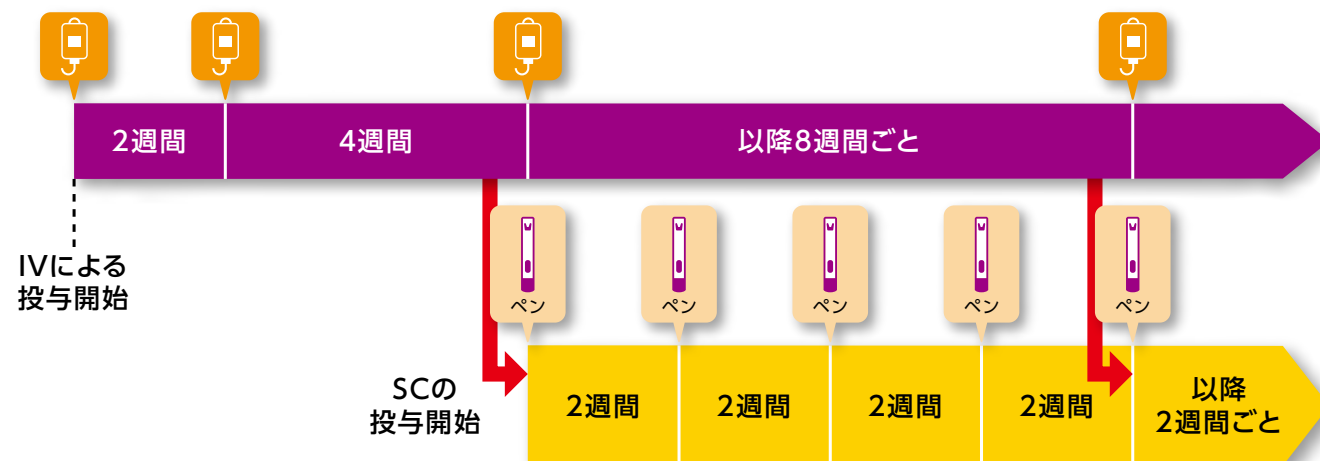 2週間
4週間
以降8週間ごと
IVによる
投与開始
ペン
ペン
ペン
ペン
ペン
SCの
投与開始
2週間
2週間
2週間
2週間
以降
2週間ごと